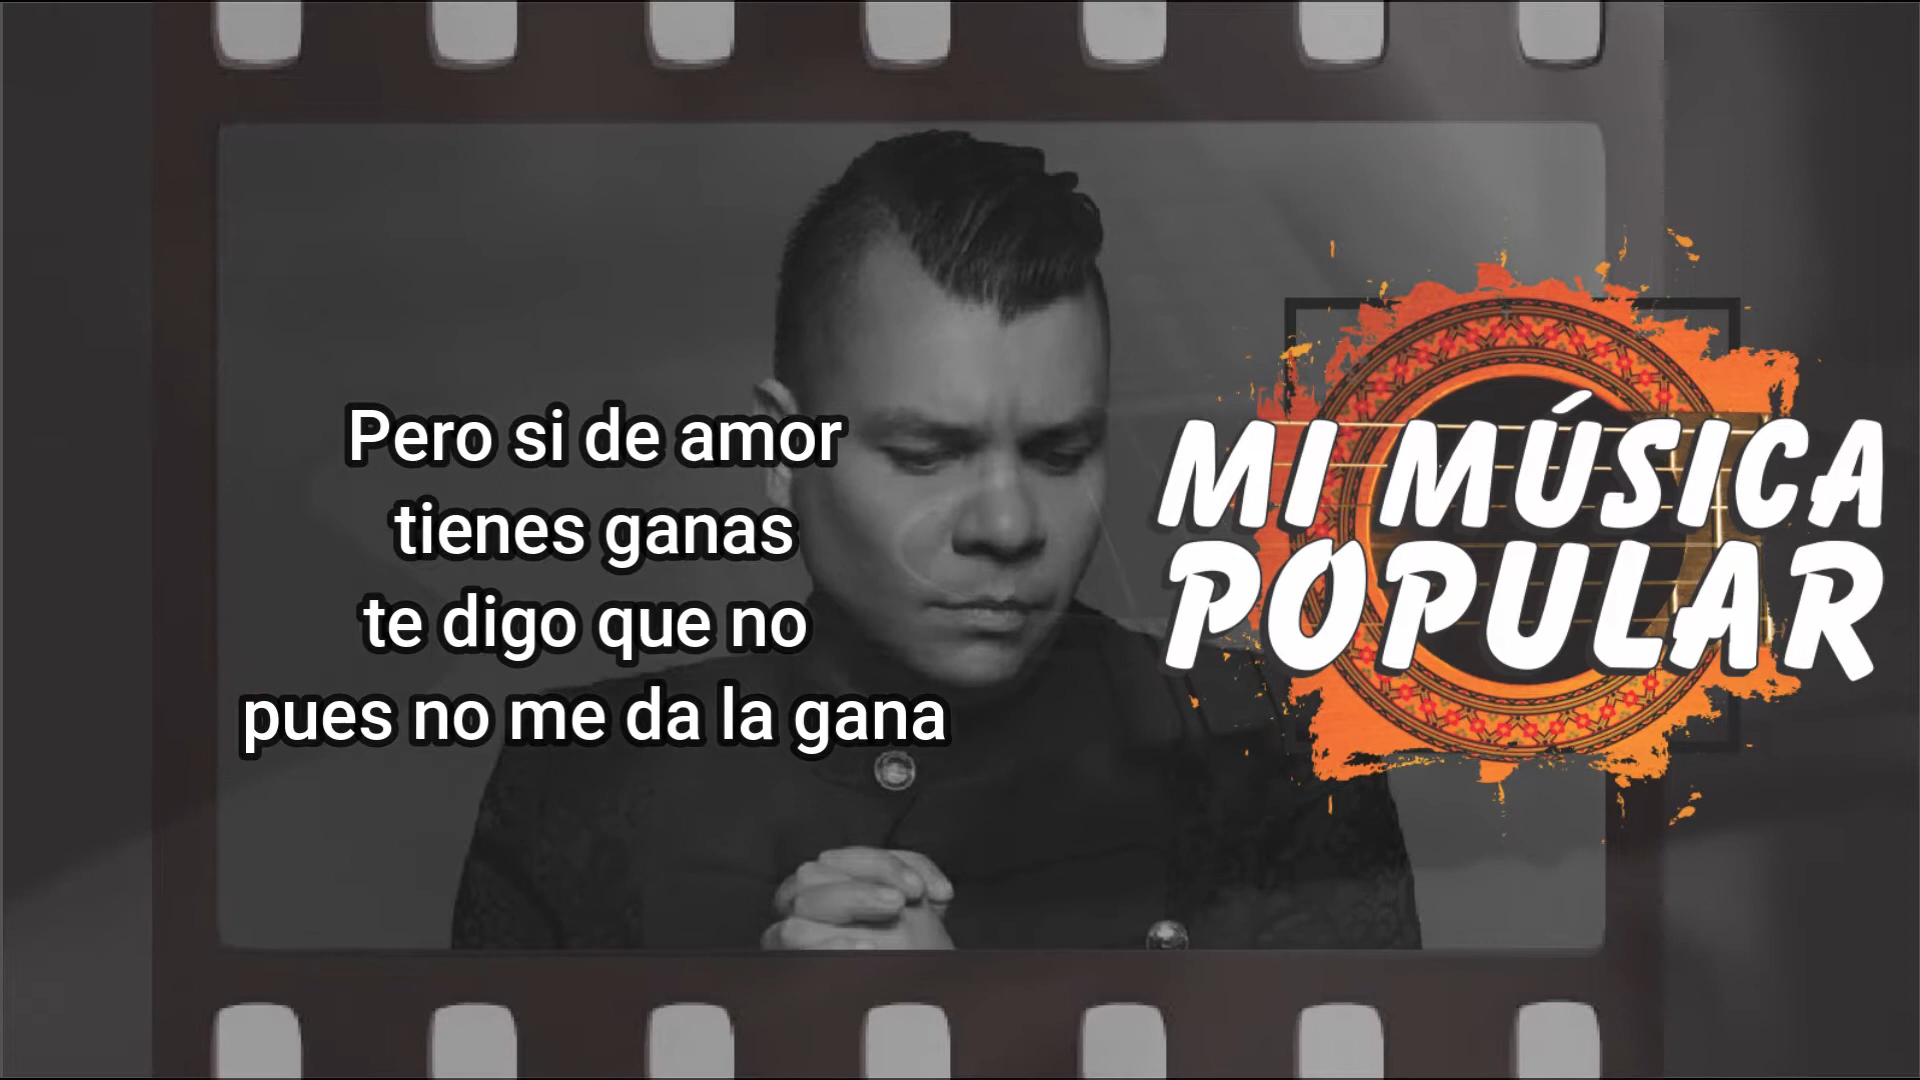 Pero si de amor
tienes ganas
te digo que no
pues no me da la gana
MI MÚSICA
POPULAR